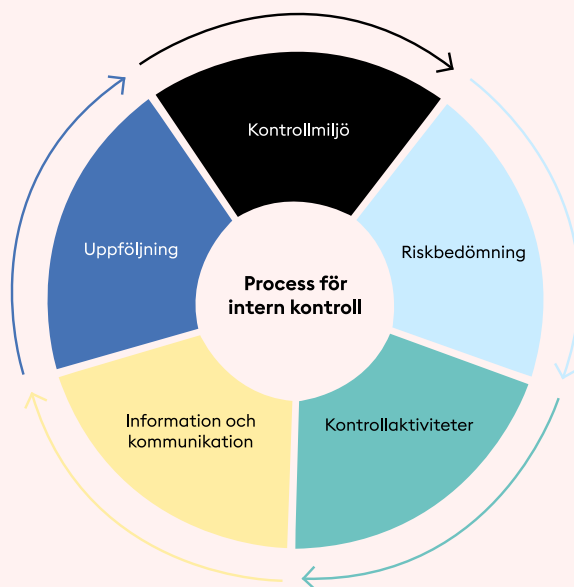 Kontrollmiljö
Riskbedömning
Kontrollaktiviteter
Information och
kommunikation
Uppföljning
Process för
intern kontroll